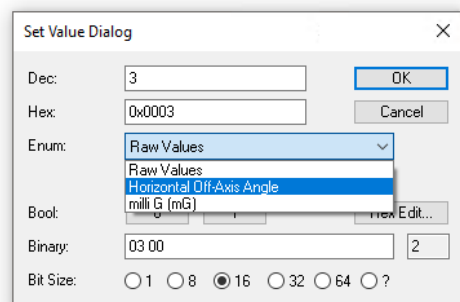 Set Value Dialog
Dec: 3 OK
Hex: 0x0003 Cancel
Enum: Raw Values
Raw Values
Horizontal Off-Axis Angle
milli G (mG)
Bool: Hex Edit...
Binary: 03 00 2
Bit Size: 1 8 16 32 64 ?